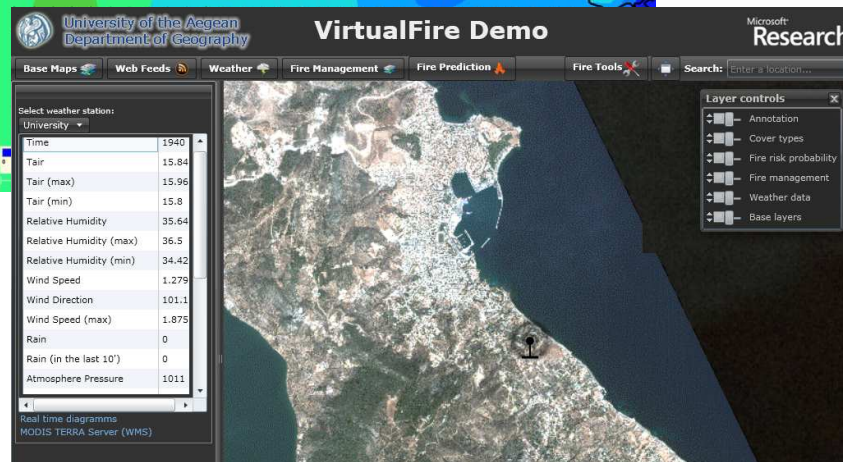 University of the Aegean
Department of Geography
VirtualFire Demo
Microsoft
Research
Base Maps
Web Feeds
Weather
Fire Management
Fire Prediction
Fire Tools
Search:
Enter a location...
Select weather station:
University
Time 1940
Tair 15.84
Tair (max) 15.96
Tair (min) 15.8
Relative Humidity 35.64
Relative Humidity (max) 36.5
Relative Humidity (min) 34.42
Wind Speed 1.279
Wind Direction 101.1
Wind Speed (max) 1.875
Rain 0
Rain (in the last 10') 0
Atmosphere Pressure 1011
Real time diagramms
MODIS TERRA Server (WMS)
Layer controls
Annotation
Cover types
Fire risk probability
Fire management
Weather data
Base layers